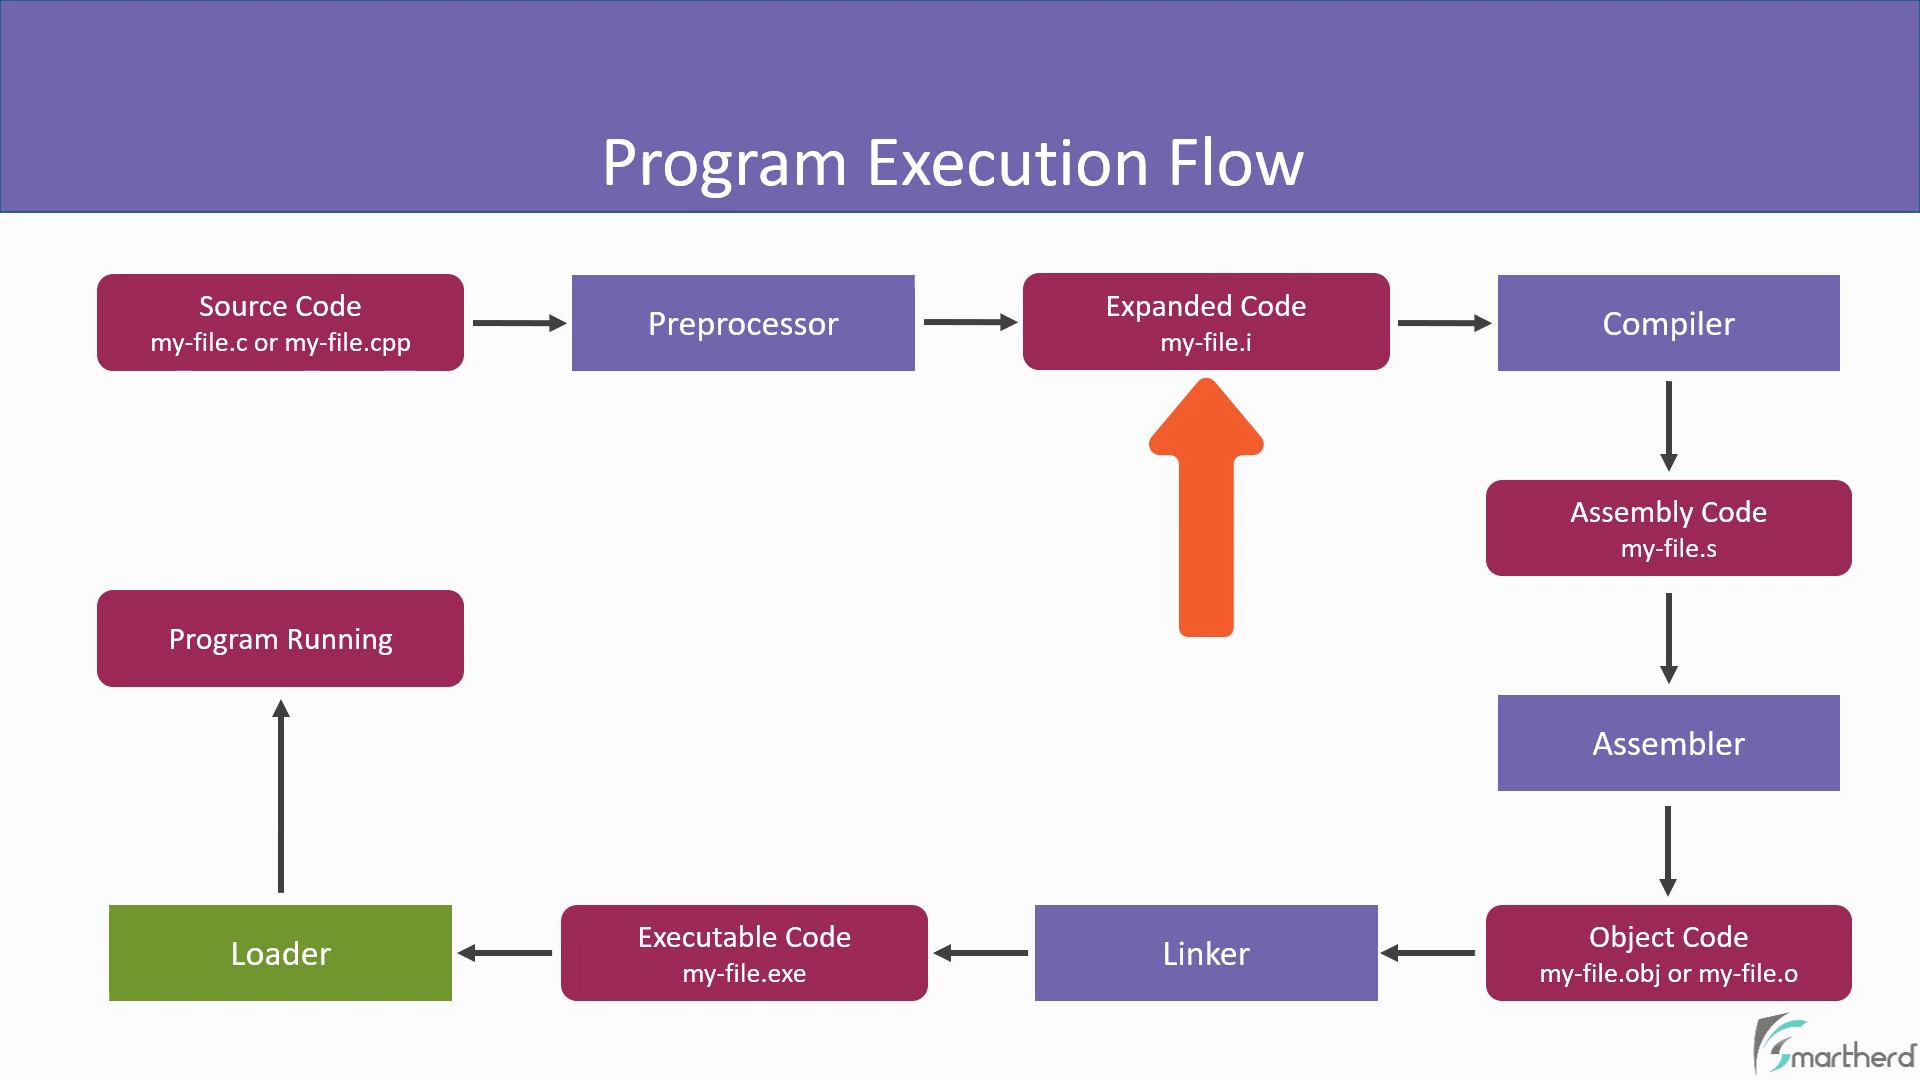 Program Execution Flow
Source Code
my-file.c or my-file.cpp
Preprocessor
Expanded Code
my-file.i
Compiler
Assembly Code
my-file.s
Assembler
Object Code
my-file.obj or my-file.o
Linker
Executable Code
my-file.exe
Loader
Program Running
Smartherd